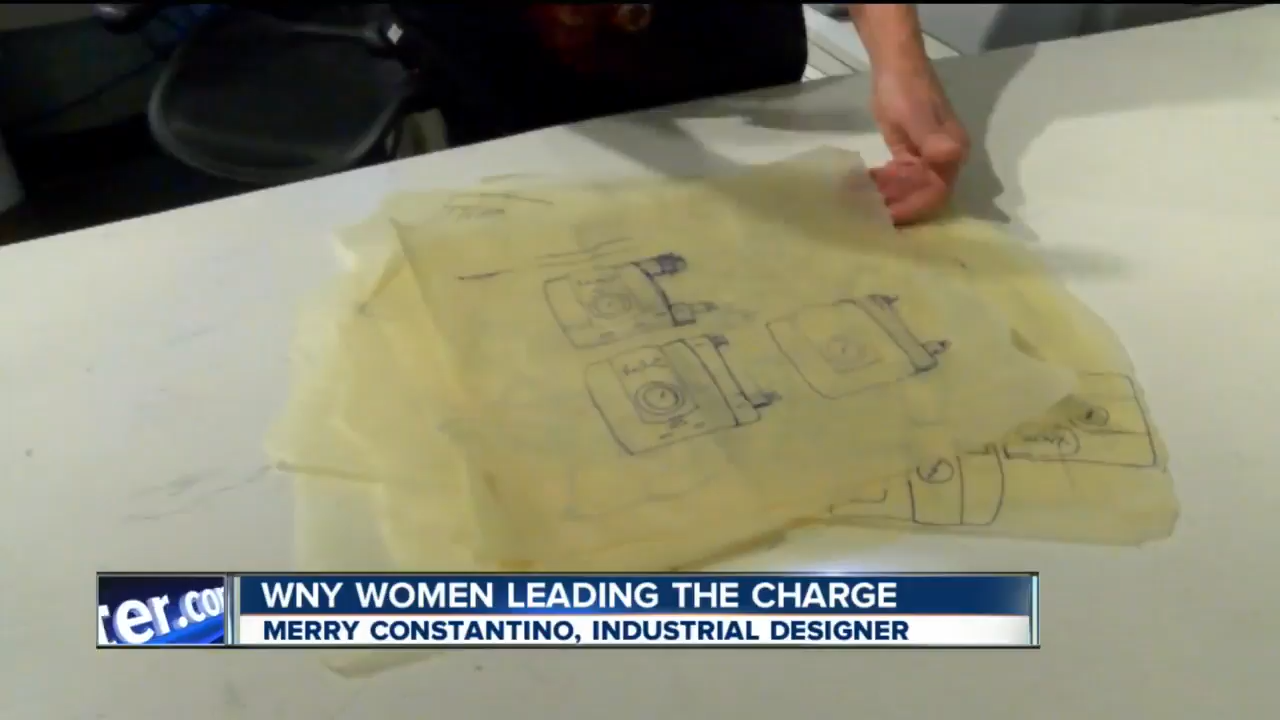 ter.co
WNY WOMEN LEADING THE CHARGE
MERRY CONSTANTINO, INDUSTRIAL DESIGNER